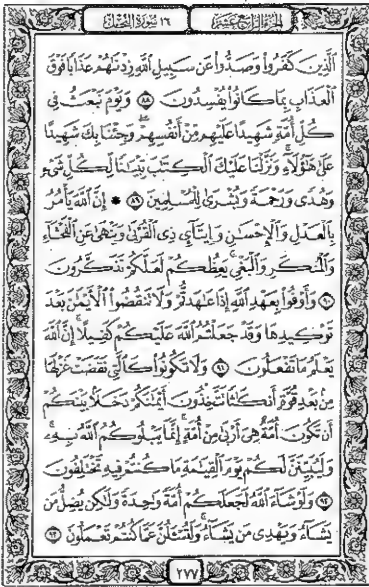 الجزء الرابع عشر ١٦ سورة النحل
ٱلَّذِينَ كَفَرُوا۟ وَصَدُّوا۟ عَن سَبِيلِ ٱللَّهِ زِدْنَٰهُمْ عَذَابًا فَوْقَ
ٱلْعَذَابِ بِمَا كَانُوا۟ يُفْسِدُونَ ٨٨ وَيَوْمَ نَبْعَثُ فِى
كُلِّ أُمَّةٍ شَهِيدًا عَلَيْهِم مِّنْ أَنفُسِهِمْ ۖ وَجِئْنَا بِكَ شَهِيدًا
عَلَىٰ هَٰٓؤُلَآءِ ۚ وَنَزَّلْنَا عَلَيْكَ ٱلْكِتَٰبَ تِبْيَٰنًا لِّكُلِّ شَىْءٍ
وَهُدًى وَرَحْمَةً وَبُشْرَىٰ لِلْمُسْلِمِينَ ٨٩ * إِنَّ ٱللَّهَ يَأْمُرُ
بِٱلْعَدْلِ وَٱلْإِحْسَٰنِ وَإِيتَآئِ ذِى ٱلْقُرْبَىٰ وَيَنْهَىٰ عَنِ ٱلْفَحْشَآءِ
وَٱلْمُنكَرِ وَٱلْبَغْىِ ۚ يَعِظُكُمْ لَعَلَّكُمْ تَذَكَّرُونَ
٩٠ وَأَوْفُوا۟ بِعَهْدِ ٱللَّهِ إِذَا عَٰهَدتُّمْ وَلَا تَنقُضُوا۟ ٱلْأَيْمَٰنَ بَعْدَ
تَوْكِيدِهَا وَقَدْ جَعَلْتُمُ ٱللَّهَ عَلَيْكُمْ كَفِيلًا ۚ إِنَّ ٱللَّهَ
يَعْلَمُ مَا تَفْعَلُونَ ٩١ وَلَا تَكُونُوا۟ كَٱلَّتِى نَقَضَتْ غَزْلَهَا
مِنۢ بَعْدِ قُوَّةٍ أَنكَٰثًا تَتَّخِذُونَ أَيْمَٰنَكُمْ دَخَلًۢا بَيْنَكُمْ
أَن تَكُونَ أُمَّةٌ هِىَ أَرْبَىٰ مِنْ أُمَّةٍ ۚ إِنَّمَا يَبْلُوكُمُ ٱللَّهُ بِهِۦ ۚ
وَلَيُبَيِّنَنَّ لَكُمْ يَوْمَ ٱلْقِيَٰمَةِ مَا كُنتُمْ فِيهِ تَخْتَلِفُونَ
٩٢ وَلَوْ شَآءَ ٱللَّهُ لَجَعَلَكُمْ أُمَّةً وَٰحِدَةً وَلَٰكِن يُضِلُّ مَن
يَشَآءُ وَيَهْدِى مَن يَشَآءُ ۚ وَلَتُسْـَٔلُنَّ عَمَّا كُنتُمْ تَعْمَلُونَ ٩٣
٢٧٧